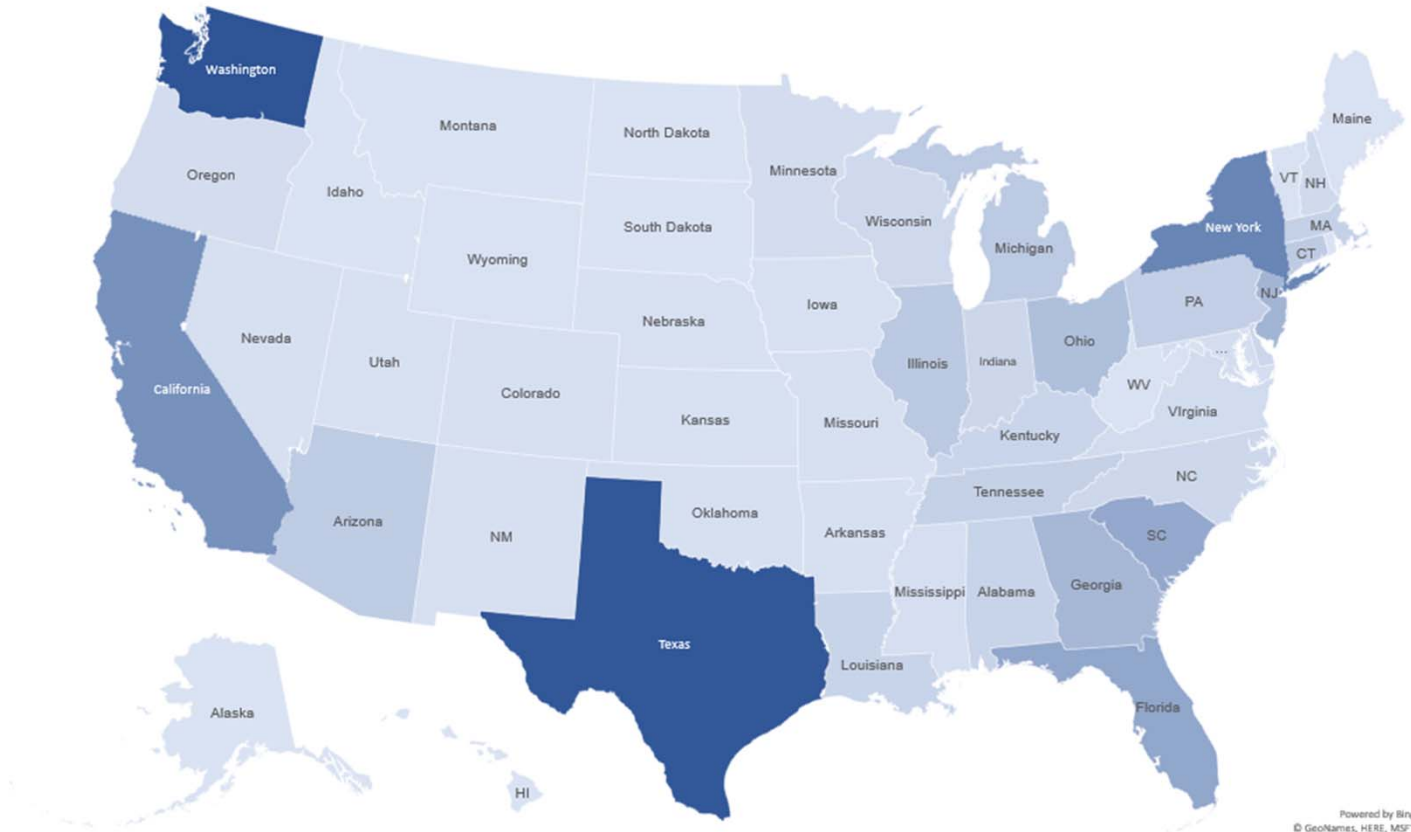 Washington
Montana
North Dakota
Minnesota
Maine
Oregon
Idaho
VT
NH
South Dakota
Wisconsin
New York
MA
Wyoming
Michigan
CT
Nevada
Nebraska
Iowa
PA
NJ
Utah
Illinois
Indiana
Ohio
...
California
Colorado
Kansas
Missouri
WV
VIrginia
Kentucky
Arizona
NM
Oklahoma
Arkansas
Tennessee
NC
SC
Mississippi
Alabama
Georgia
Texas
Louisiana
Florida
Alaska
HI
Powered by Bing
© GeoNames, HERE, MSFT